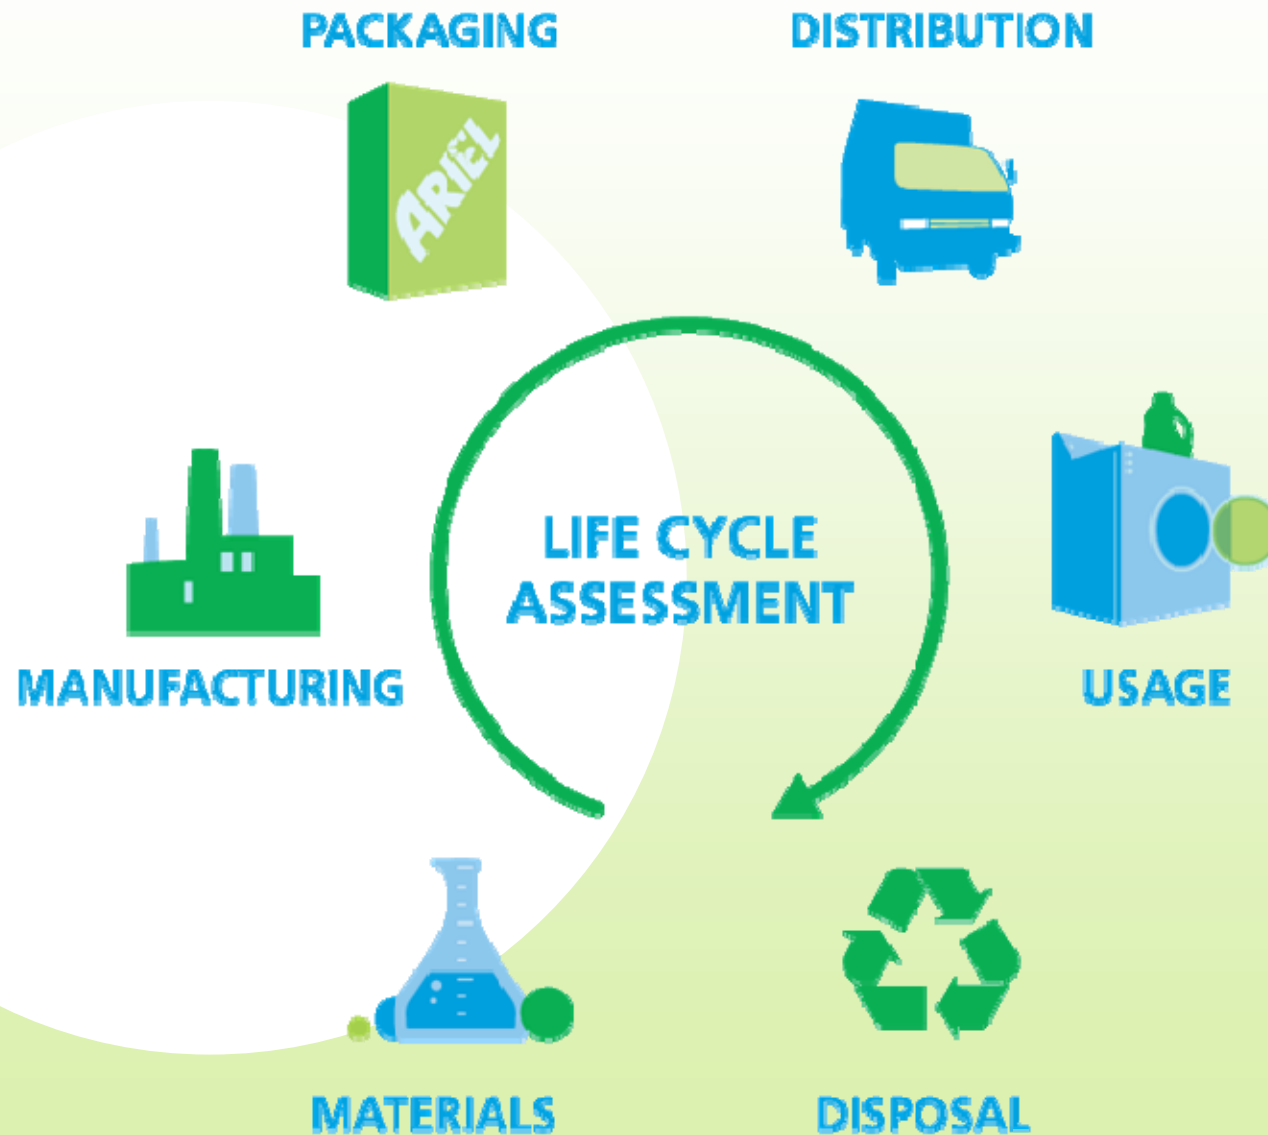 PACKAGING
DISTRIBUTION
ARIEL
LIFE CYCLE
ASSESSMENT
MANUFACTURING
USAGE
MATERIALS
DISPOSAL